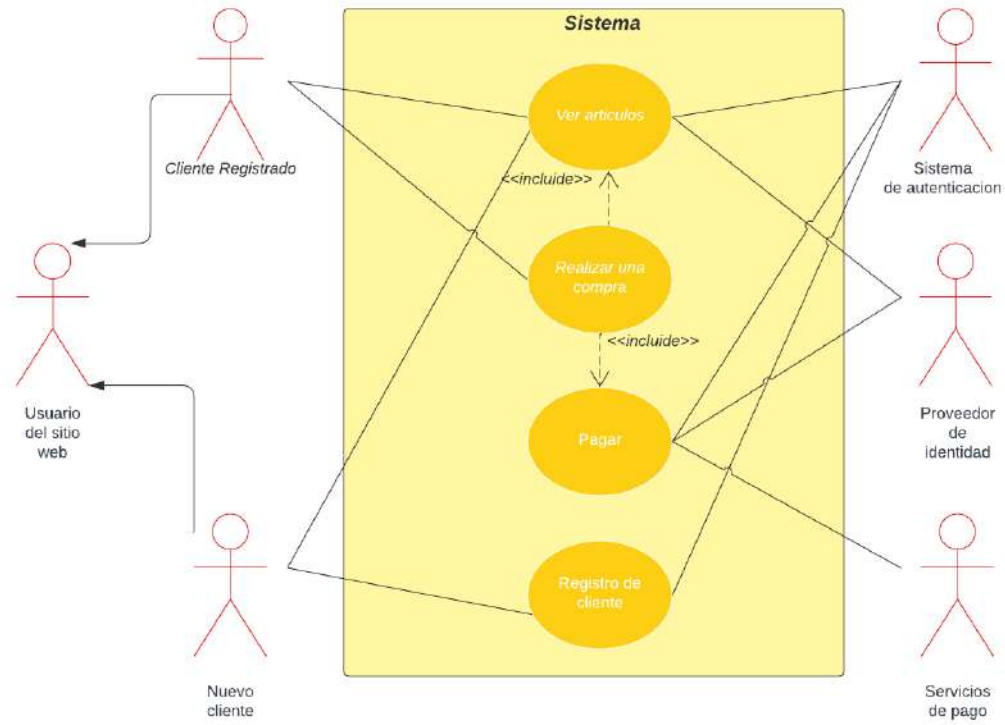 Sistema
Ver articulos
Cliente Registrado
<<incluide>>
Sistema
de autenticacion
Realizar una
compra
<<incluide>>
Usuario
del sitio
web
Pagar
Proveedor
de
identidad
Registro de
cliente
Nuevo
cliente
Servicios
de pago